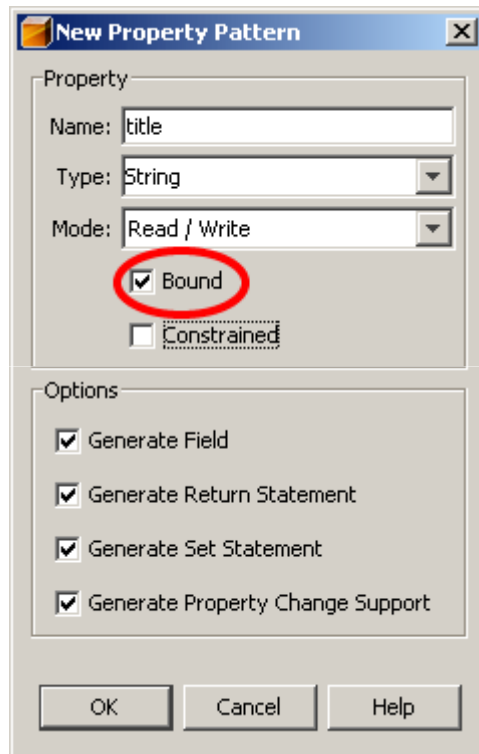 New Property Pattern
Property
Name: title
Type: String
Mode: Read / Write
Bound
Constrained
Options
Generate Field
Generate Return Statement
Generate Set Statement
Generate Property Change Support
OK Cancel Help